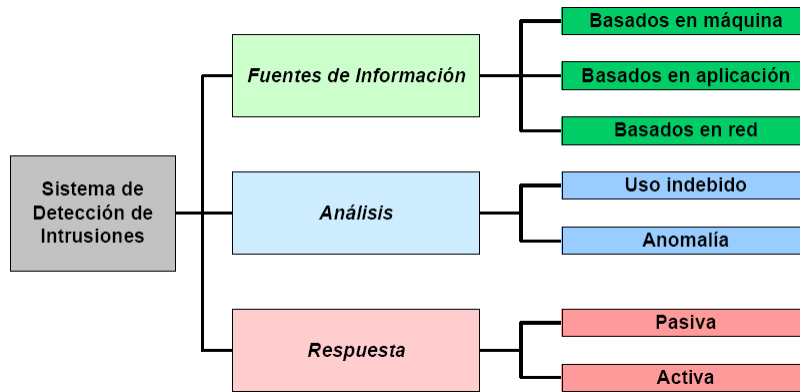 Sistema de
Detección de
Intrusiones
Fuentes de Información
Basados en máquina
Basados en aplicación
Basados en red
Análisis
Uso indebido
Anomalía
Respuesta
Pasiva
Activa